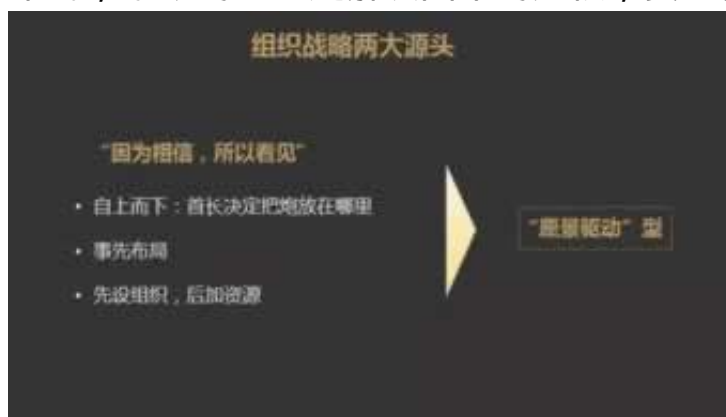 组织战略两大源头
“因为相信，所以看见”
• 自上而下：首长决定把炮放在哪里
• 事先布局
• 先设组织，后加资源
“愿景驱动”型